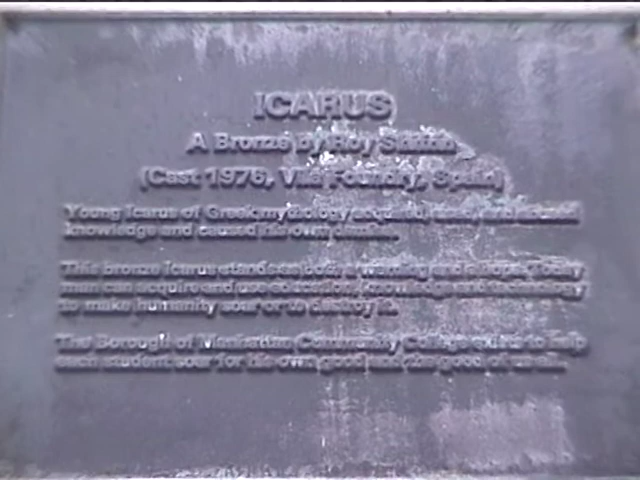 ICARUS
A Bronze by Roy
(Cast 1976, Vila Foundry, Spain)
Young Icarus of Greek mythology acquired, used, and abused
knowledge and caused his own demise.
This bronze Icarus stands as both a warning and a hope. Today
man can acquire and use education, knowledge and technology
to make humanity soar or to destroy it.
The Borough of Manhattan Community College exists to help
each student soar for his own good and the good of